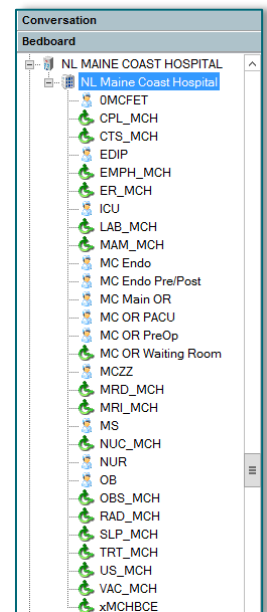 Conversation
Bedboard
NL MAINE COAST HOSPITAL
NL Maine Coast Hospital
0MCFET
CPL_MCH
CTS_MCH
EDIP
EMPH_MCH
ER_MCH
ICU
LAB_MCH
MAM_MCH
MC Endo
MC Endo Pre/Post
MC Main OR
MC OR PACU
MC OR PreOp
MC OR Waiting Room
MCZZ
MRD_MCH
MRI_MCH
MS
NUC_MCH
NUR
OB
OBS_MCH
RAD_MCH
SLP_MCH
TRT_MCH
US_MCH
VAC_MCH
xMCHBCE